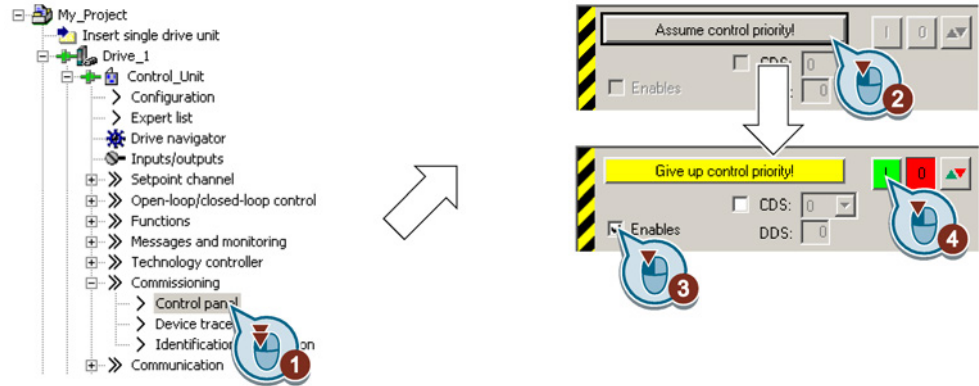 My_Project
Insert single drive unit
Drive_1
Control_Unit
Configuration
Expert list
Drive navigator
Inputs/outputs
Setpoint channel
Open-loop/closed-loop control
Functions
Messages and monitoring
Technology controller
Commissioning
Control panel
Device trace
Identification
Communication
1
Assume control priority!
I 0
CDS: 0
Enables
0
2
Give up control priority!
I 0
CDS: 0
Enables
DDS: 0
3
4